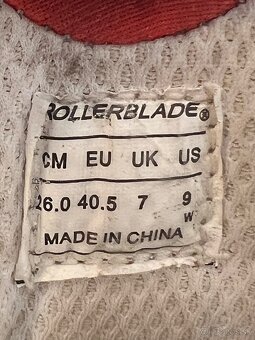 ROLLERBLADE®
CM EU UK US
26.0 40.5 7 9
W
MADE IN CHINA